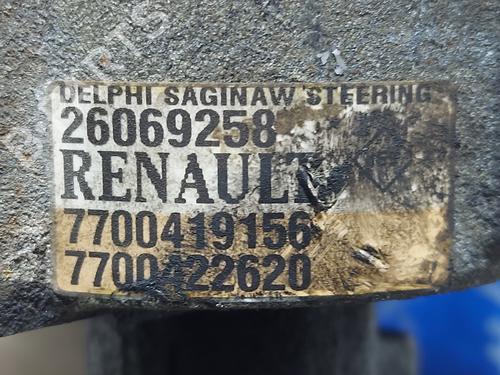 DELPHI SAGINAW STEERING
26069258
RENAULT
7700419156
7700422620